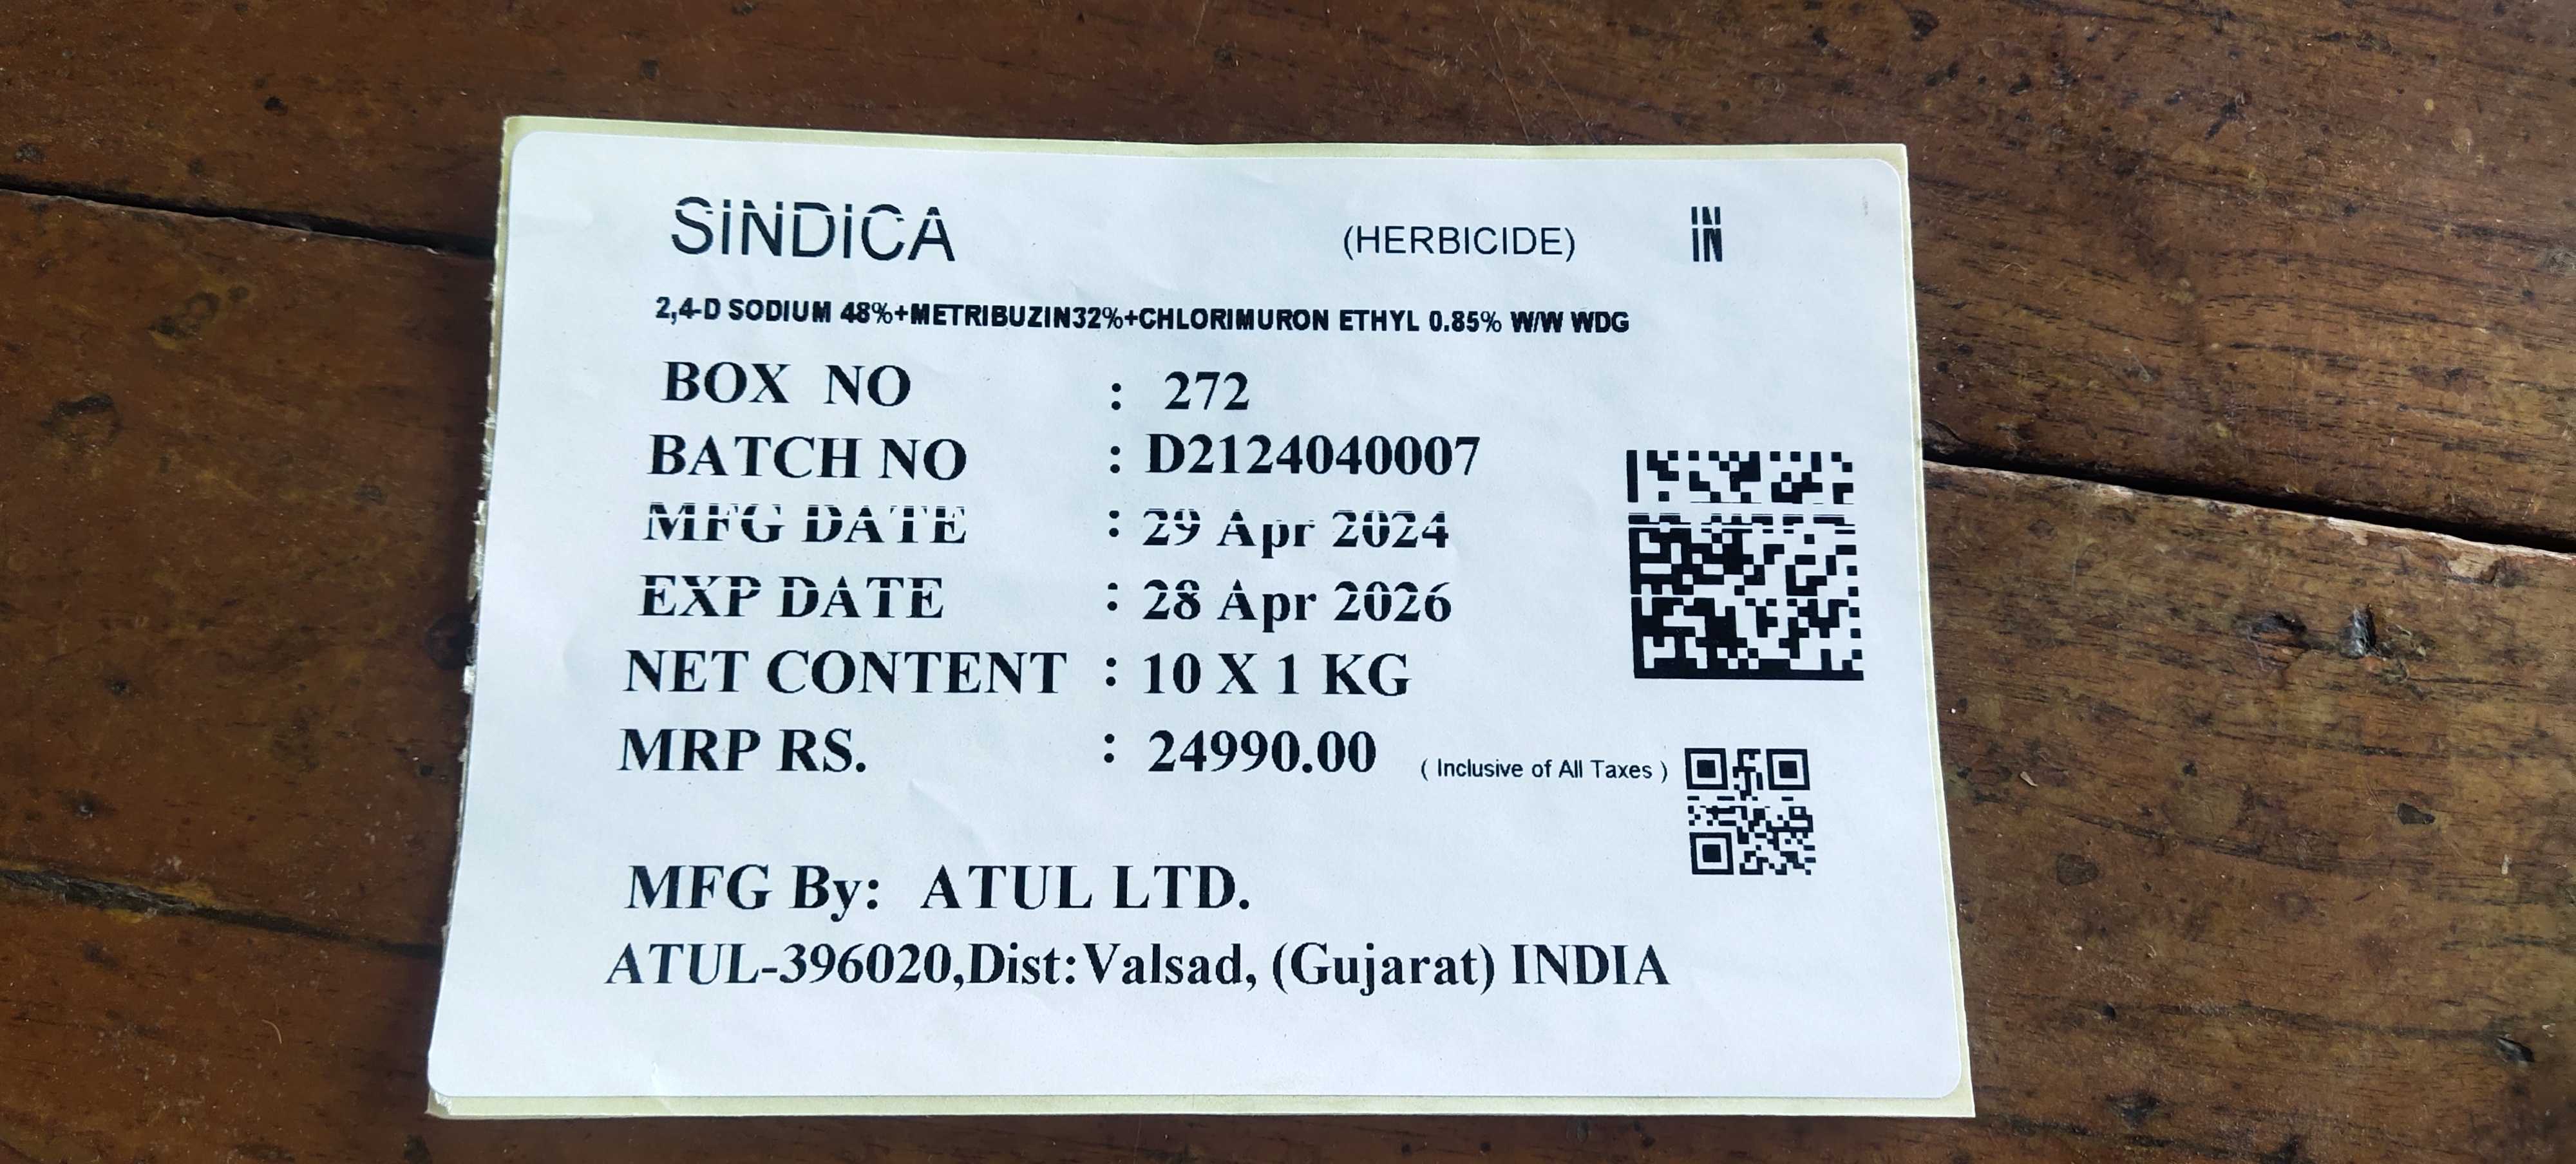 SiNDiCA (HERBICIDE) IN
2,4-D SODIUM 48%+METRIBUZIN32%+CHLORIMURON ETHYL 0.85% W/W WDG
BOX NO : 272
BATCH NO : D2124040007
MFG DATE : 29 Apr 2024
EXP DATE : 28 Apr 2026
NET CONTENT : 10 X 1 KG
MRP RS. : 24990.00 ( Inclusive of All Taxes )
MFG By: ATUL LTD.
ATUL-396020,Dist:Valsad, (Gujarat) INDIA